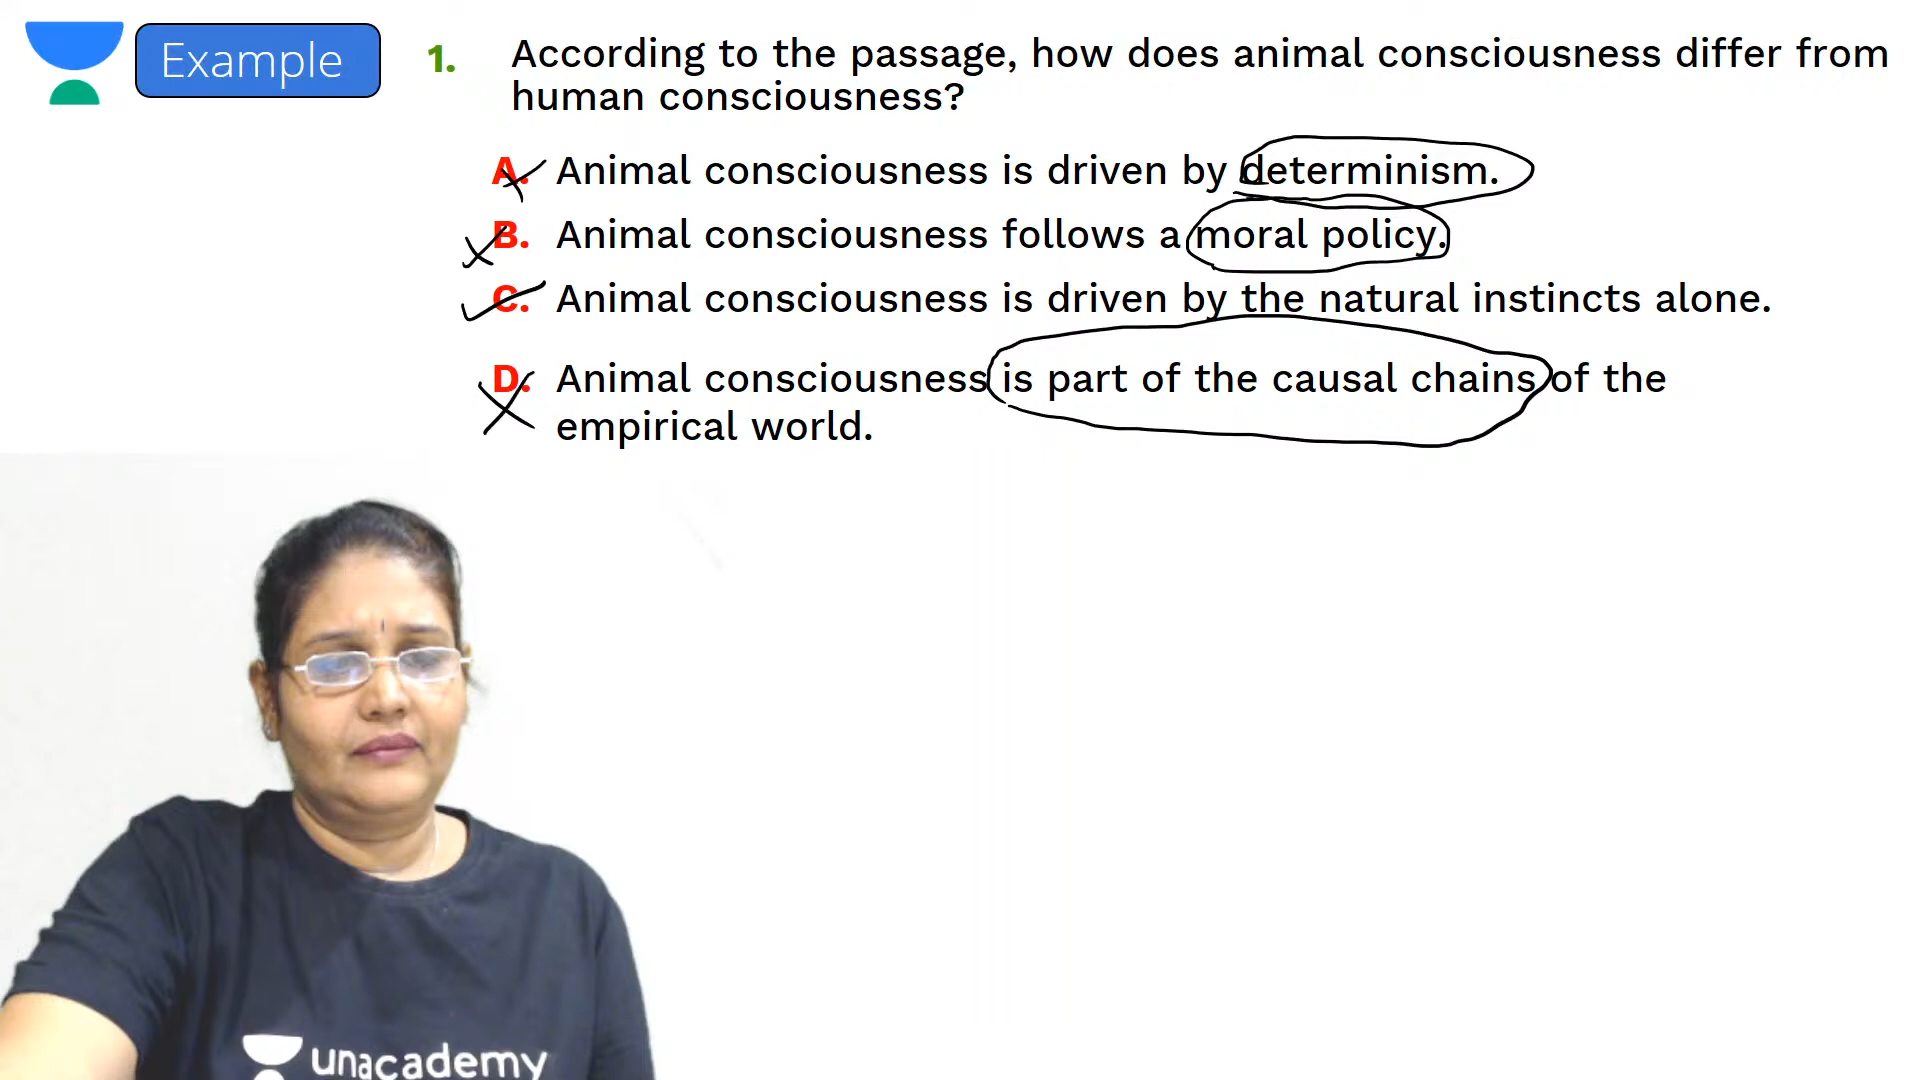 Example
1. According to the passage, how does animal consciousness differ from
human consciousness?
A. Animal consciousness is driven by determinism.
B. Animal consciousness follows a moral policy.
C. Animal consciousness is driven by the natural instincts alone.
D. Animal consciousness is part of the causal chains of the
empirical world.
unacademy